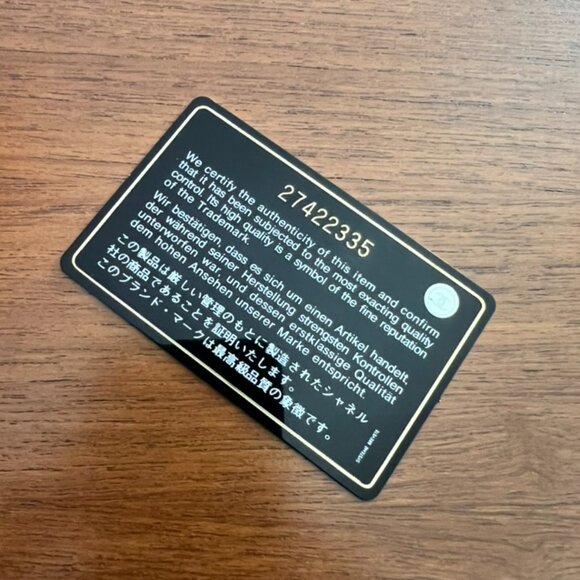 27422335
We certify the authenticity of this item and confirm
that it has been subjected to the most exacting quality
control. Its high quality is a symbol of the fine reputation
of the Trademark.
Wir bestätigen, dass es sich um einen Artikel handelt,
der während seiner Herstellung strengsten Kontrollen
unterworfen war, und dessen erstklässige Qualität
dem hohen Ansehen unserer Marke entspricht.
この製品は厳しい管理のもとに製造されたシャネル
社の商品であることを証明いたします。
このブランド・マークは最高級品質の象徴です。
SYSTEME BREVETE